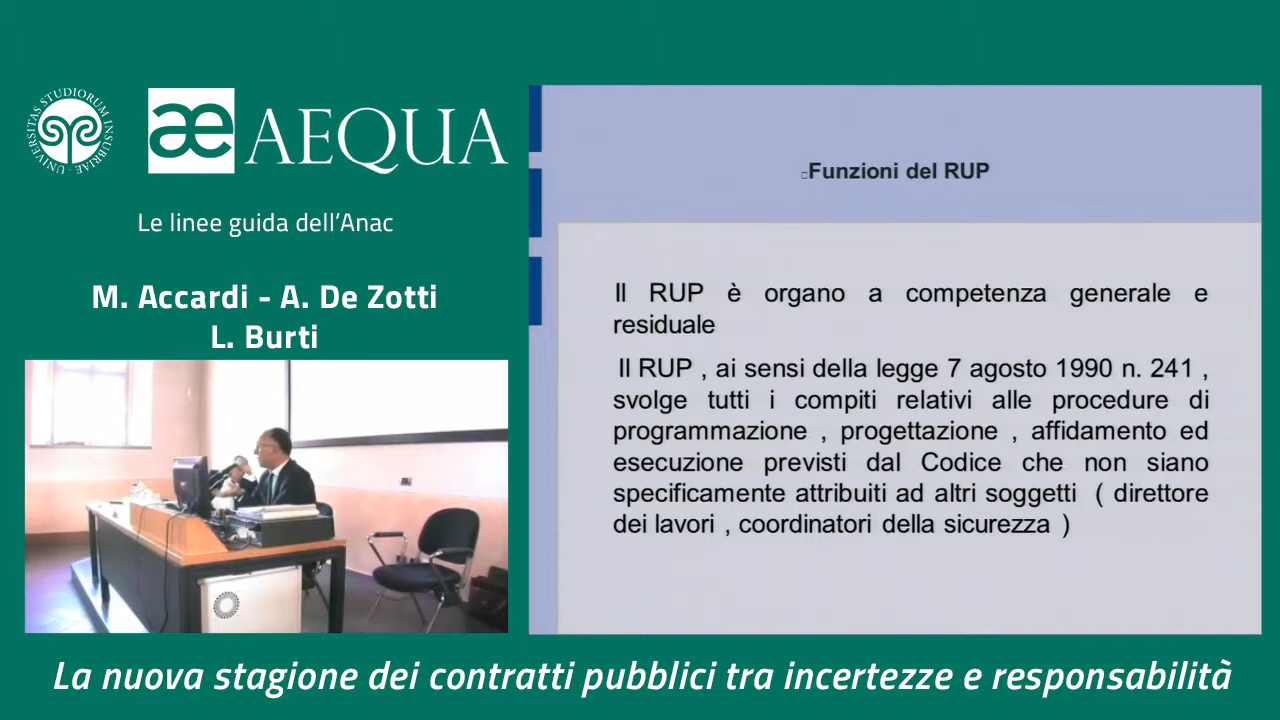 UNIVERSITAS STUDIORUM INSUBRIAE
æ AEQUA
Le linee guida dell'Anac
M. Accardi - A. De Zotti
L. Burti
Funzioni del RUP
Il RUP è organo a competenza generale e
residuale
Il RUP , ai sensi della legge 7 agosto 1990 n. 241 ,
svolge tutti i compiti relativi alle procedure di
programmazione , progettazione , affidamento ed
esecuzione previsti dal Codice che non siano
specificamente attribuiti ad altri soggetti ( direttore
dei lavori , coordinatori della sicurezza )
La nuova stagione dei contratti pubblici tra incertezze e responsabilità